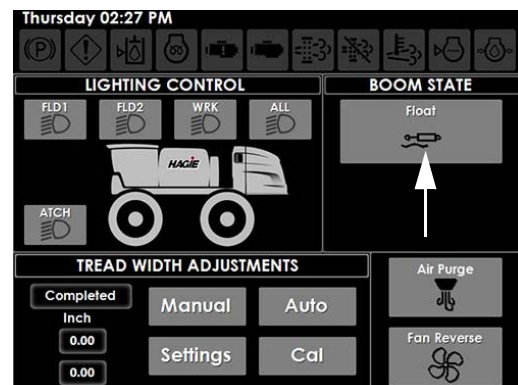 Thursday 02:27 PM
(P)
LIGHTING CONTROL
BOOM STATE
FLD1 FLD2 WRK ALL
Float
HAGIE
ATCH
TREAD WIDTH ADJUSTMENTS
Air Purge
Completed
Manual Auto
Inch
0.00
Settings Cal
Fan Reverse
0.00